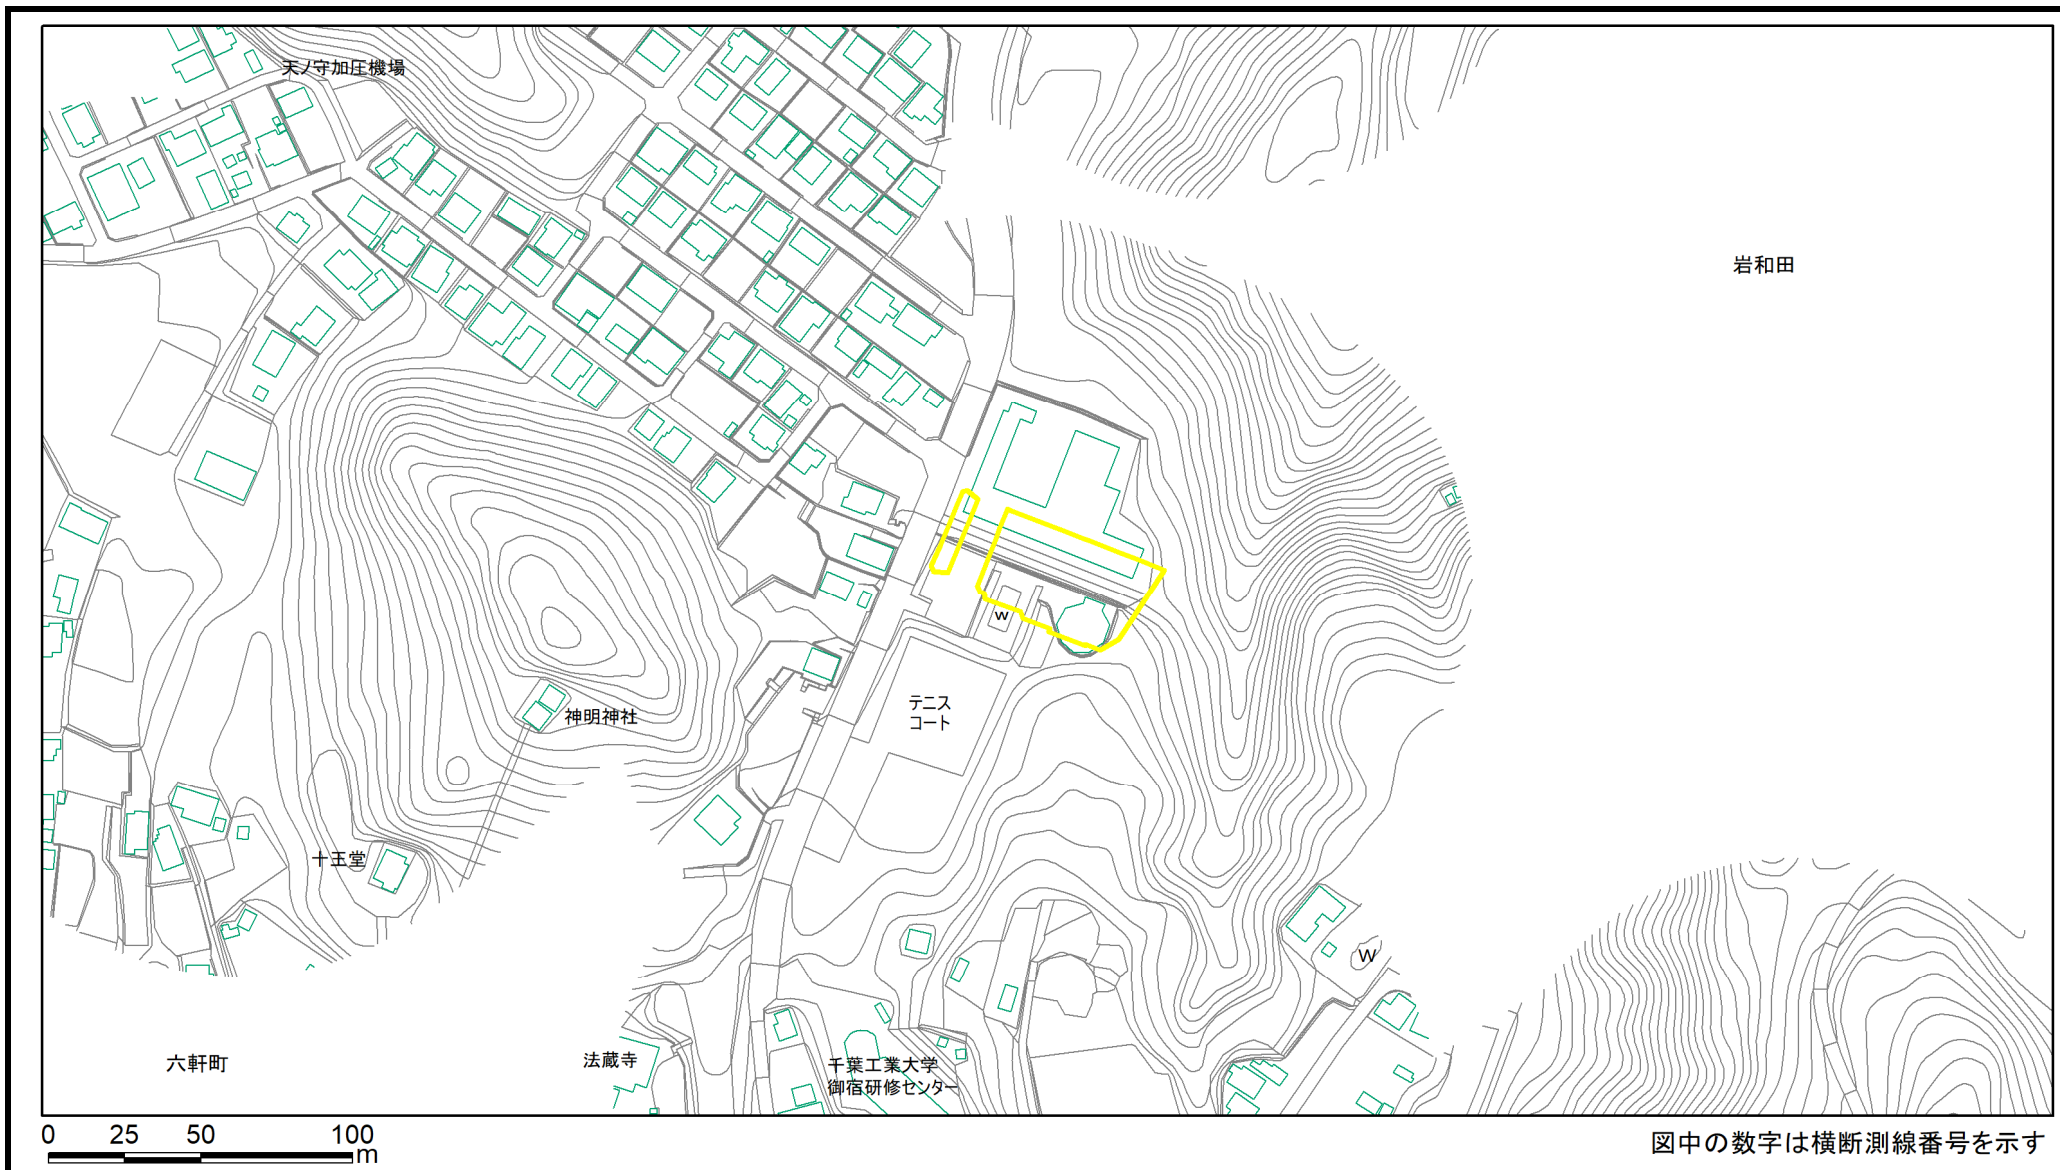 天ノ守加圧機場
岩和田
w
テニス
コート
神明神社
十王堂
W
六軒町
法蔵寺
千葉工業大学
御宿研修センター
0 25 50 100
m
図中の数字は横断測線番号を示す